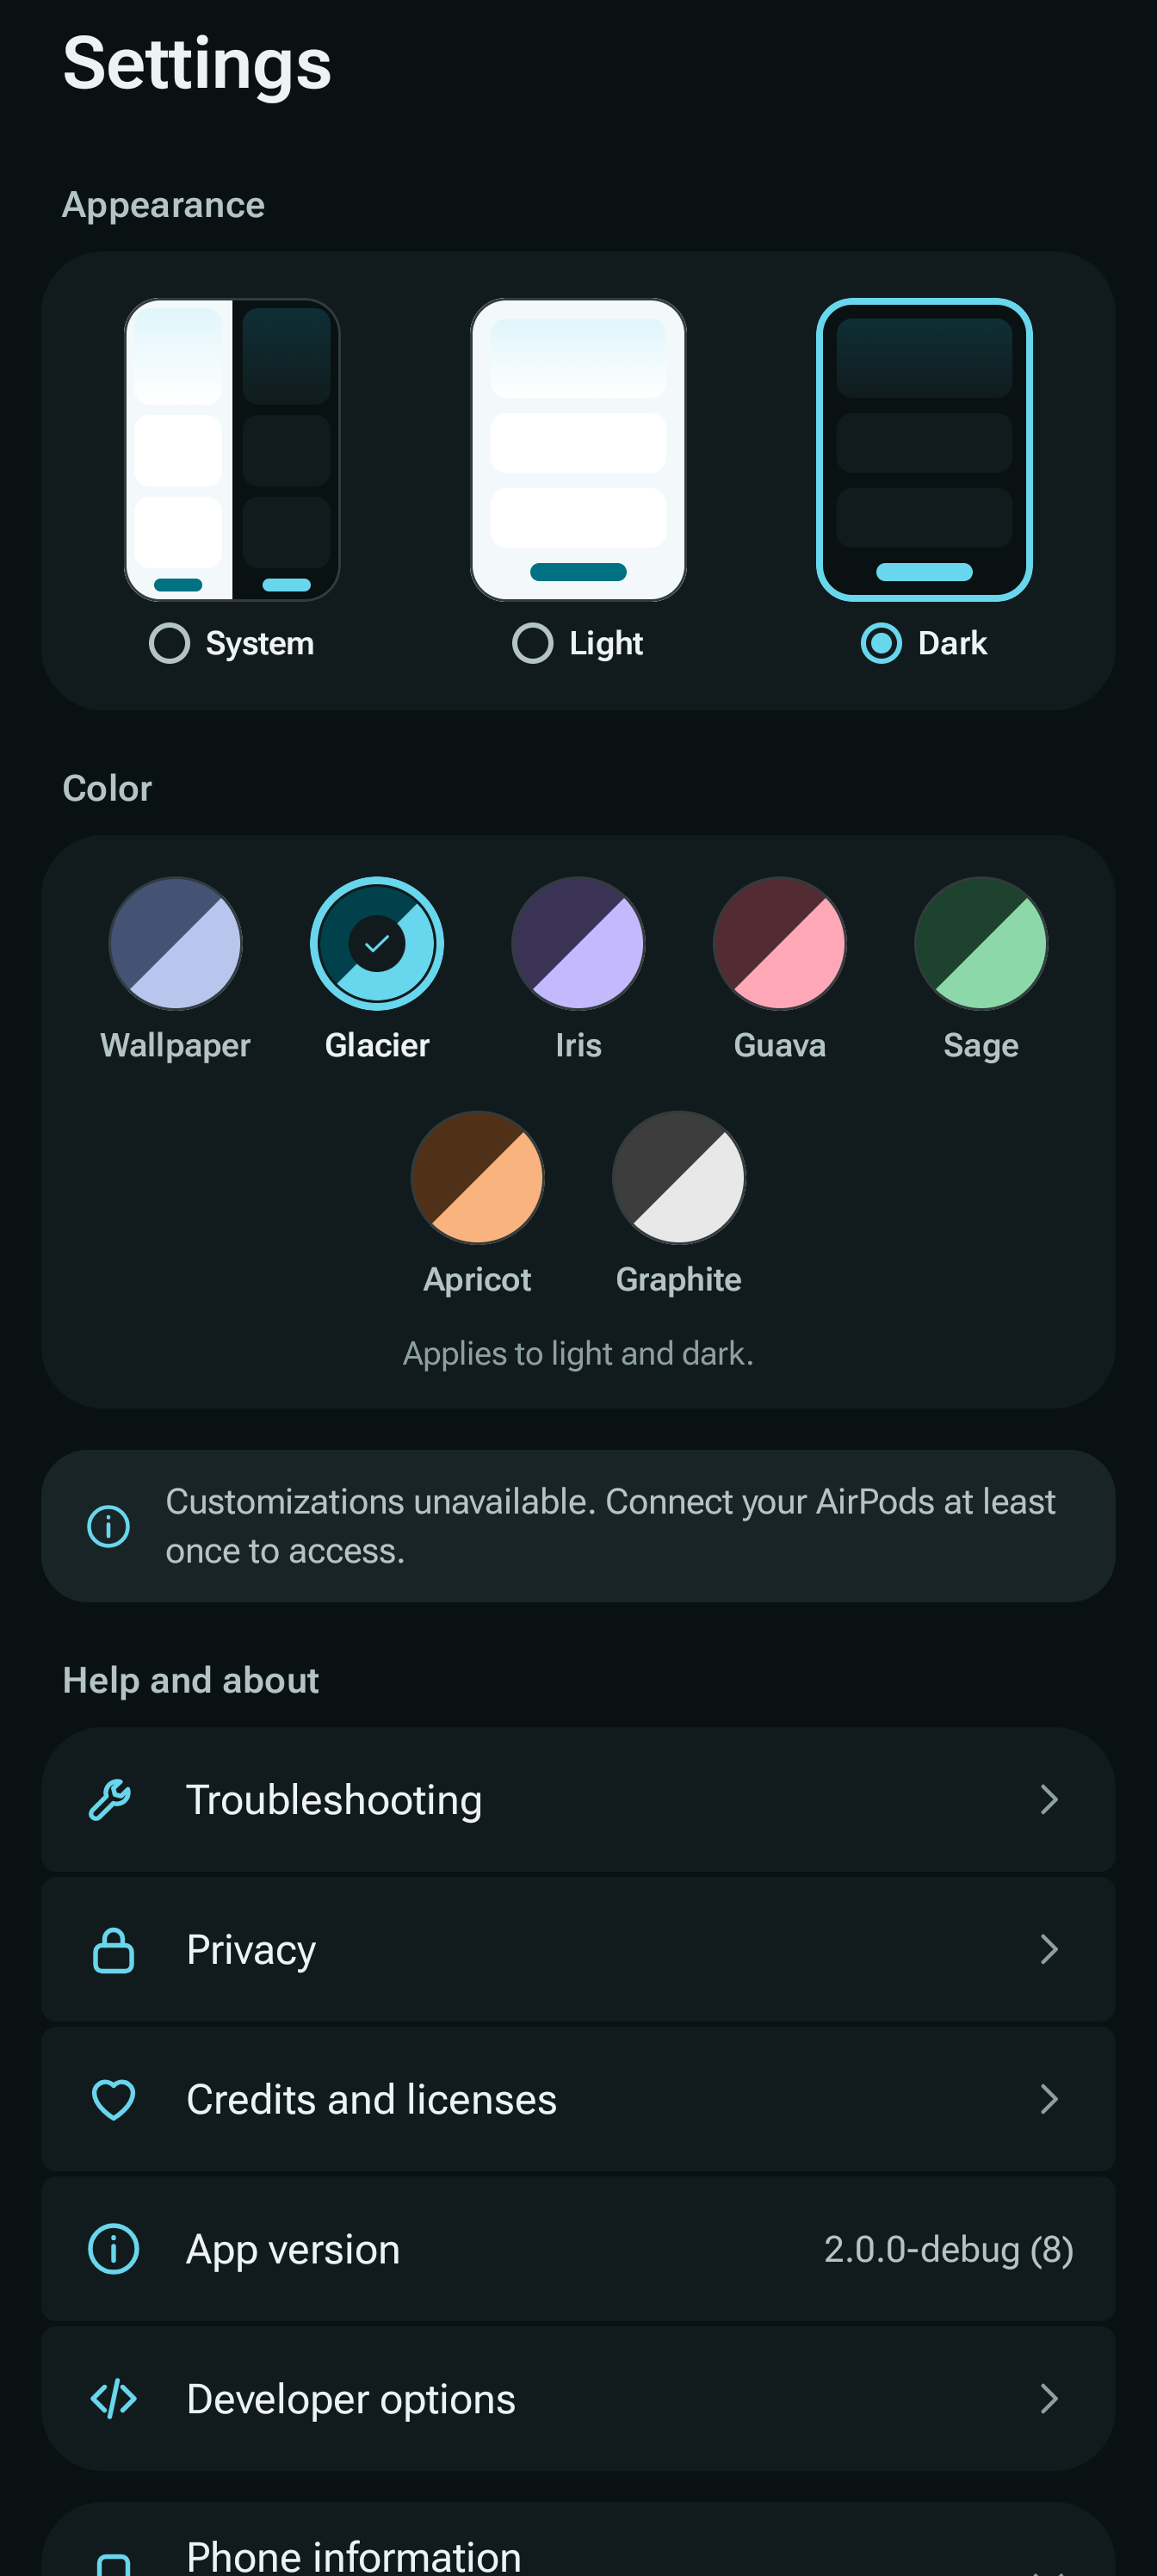 Settings
Appearance
System
Light
Dark
Color
Wallpaper
Glacier
Iris
Guava
Sage
Apricot
Graphite
Applies to light and dark.
Customizations unavailable. Connect your AirPods at least
once to access.
Help and about
Troubleshooting
Privacy
Credits and licenses
App version
2.0.0-debug (8)
Developer options
Phone information